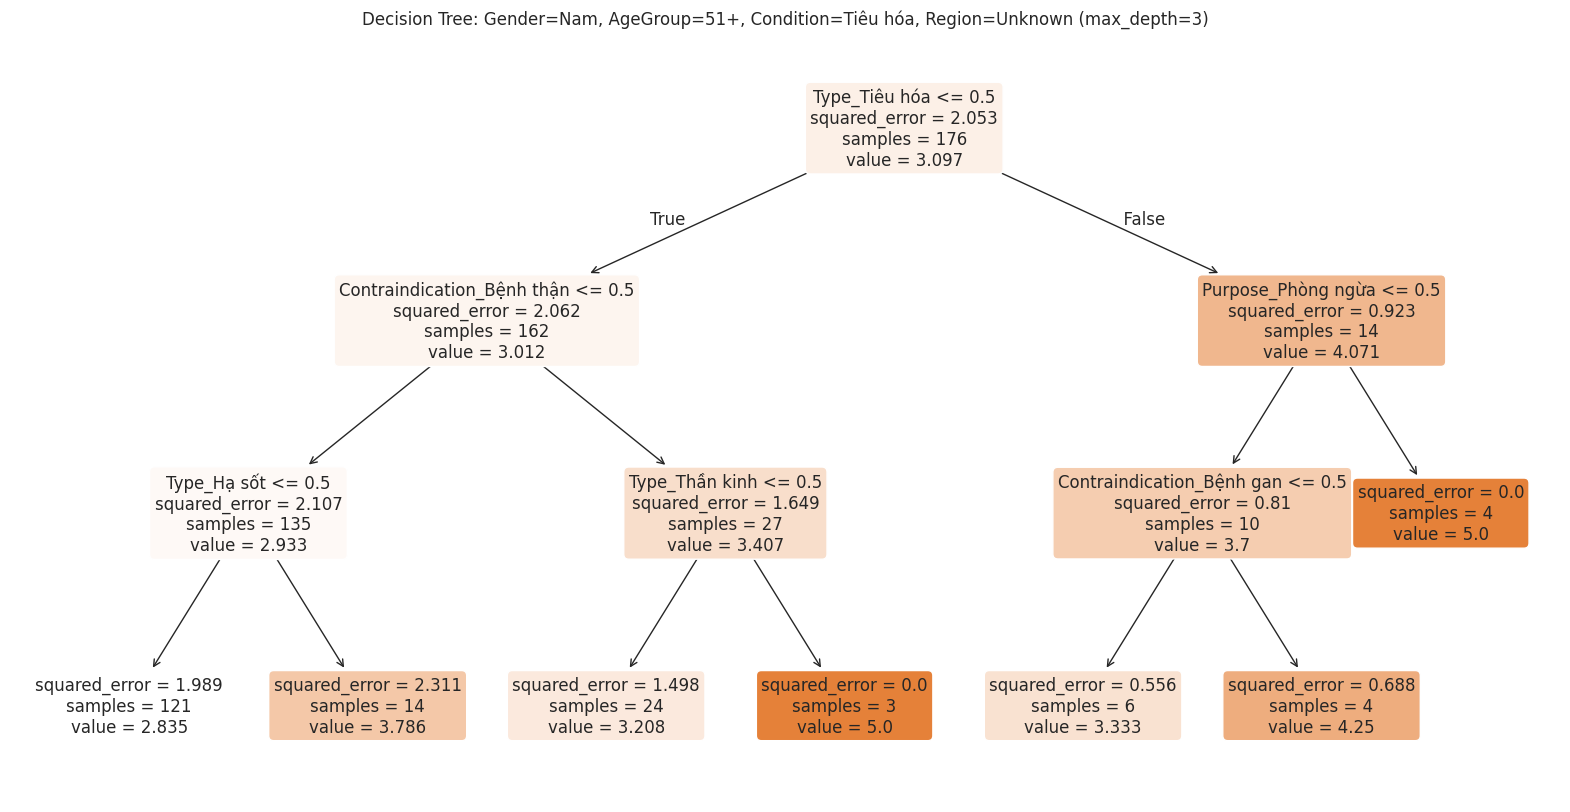 Decision Tree: Gender=Nam, AgeGroup=51+, Condition=Tiêu hóa, Region=Unknown (max_depth=3)
Type_Tiêu hóa <= 0.5
squared_error = 2.053
samples = 176
value = 3.097
True
False
Contraindication_Bệnh thận <= 0.5
squared_error = 2.062
samples = 162
value = 3.012
Purpose_Phòng ngừa <= 0.5
squared_error = 0.923
samples = 14
value = 4.071
Type_Hạ sốt <= 0.5
squared_error = 2.107
samples = 135
value = 2.933
Type_Thần kinh <= 0.5
squared_error = 1.649
samples = 27
value = 3.407
Contraindication_Bệnh gan <= 0.5
squared_error = 0.81
samples = 10
value = 3.7
squared_error = 0.0
samples = 4
value = 5.0
squared_error = 1.989
samples = 121
value = 2.835
squared_error = 2.311
samples = 14
value = 3.786
squared_error = 1.498
samples = 24
value = 3.208
squared_error = 0.0
samples = 3
value = 5.0
squared_error = 0.556
samples = 6
value = 3.333
squared_error = 0.688
samples = 4
value = 4.25